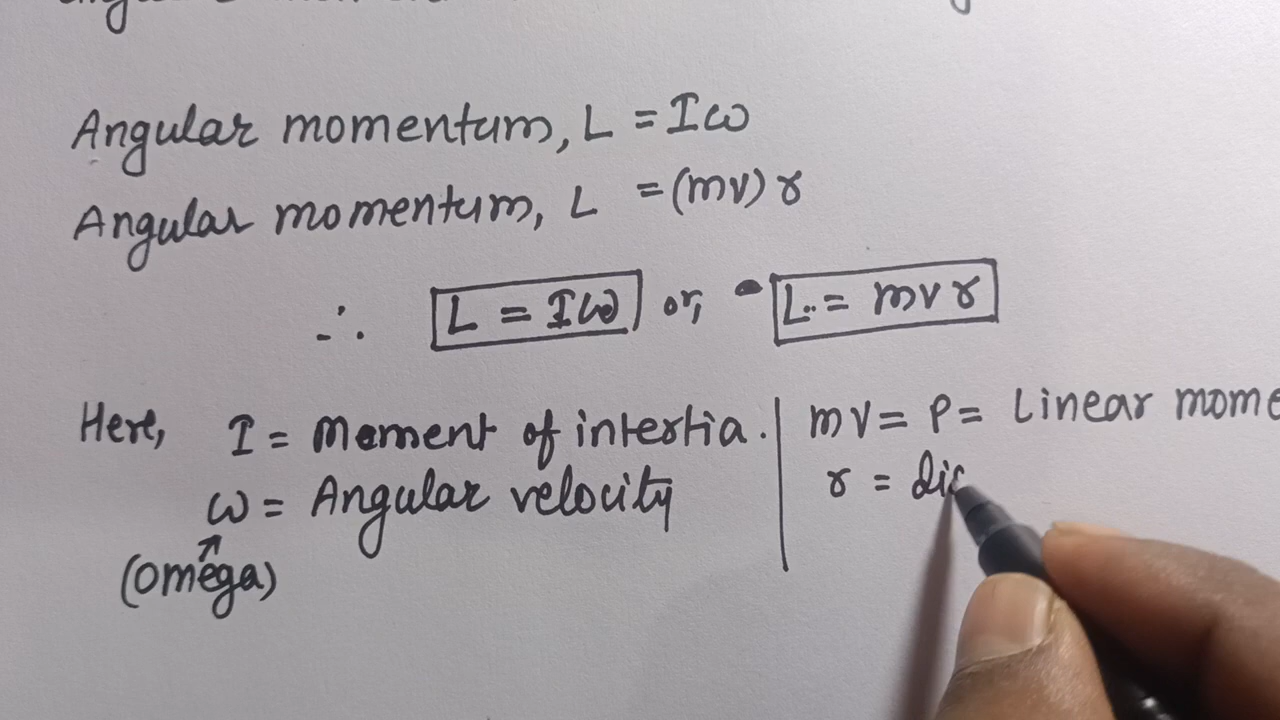 Angular momentum, L = Iω
Angular momentum, L = (mv) r
∴ L = Iω or, L = mvr
Here, I = Moment of intertia. | mv = P = Linear mome
ω = Angular velocity | r = dis
(omega)